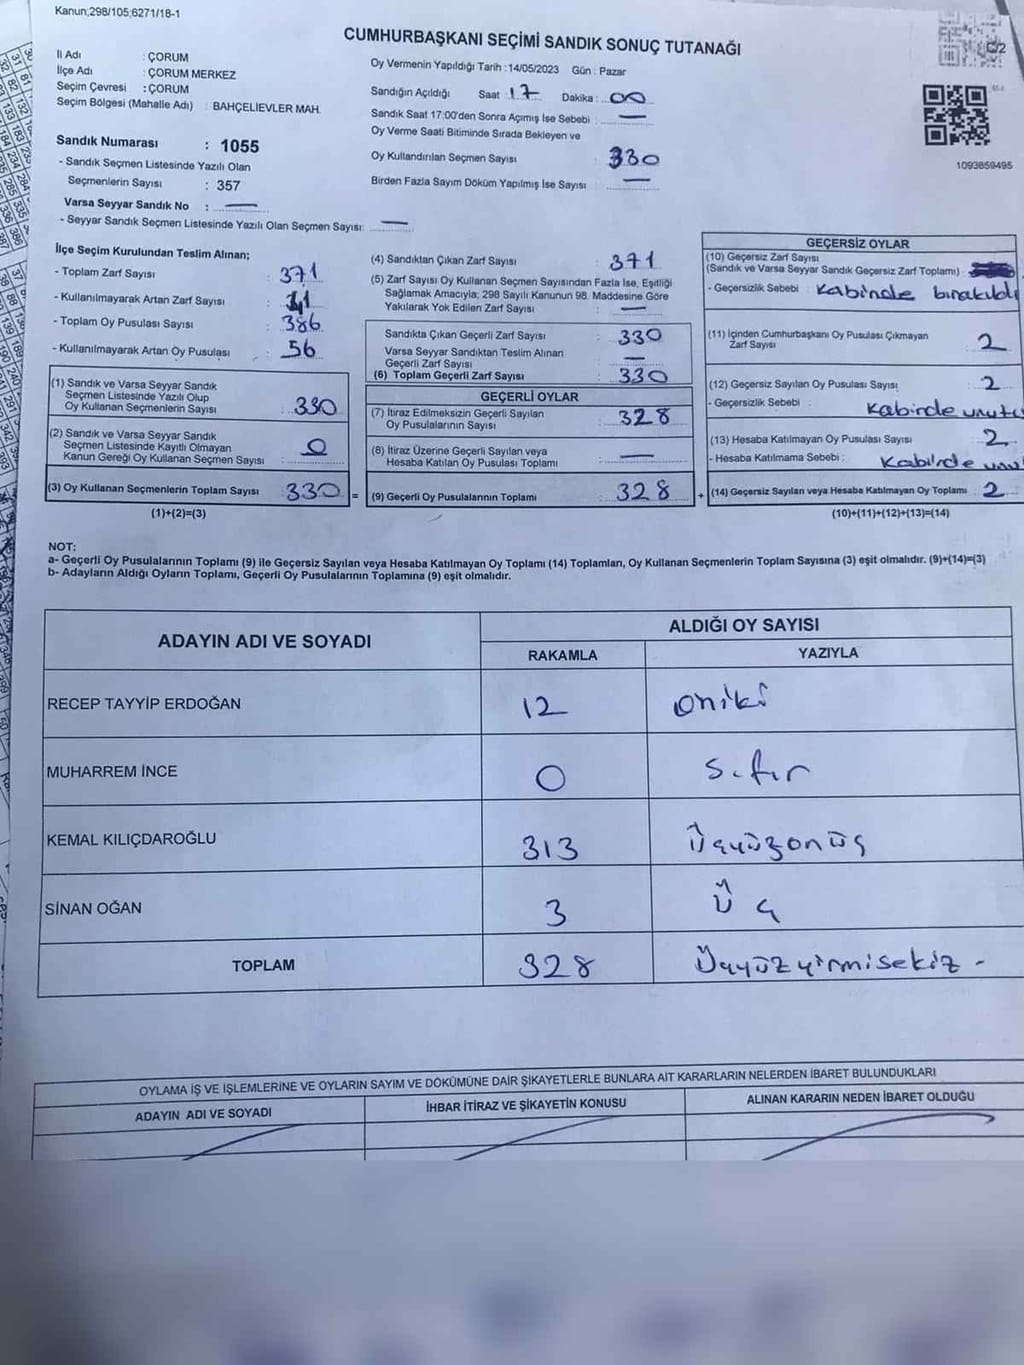 Kanun;298/105;6271/18-1
CUMHURBAŞKANI SEÇİMİ SANDIK SONUÇ TUTANAĞI
C/2
İl Adı : ÇORUM
İlçe Adı : ÇORUM MERKEZ
Seçim Çevresi : ÇORUM
Seçim Bölgesi (Mahalle Adı) : BAHÇELİEVLER MAH.
Sandık Numarası : 1055
- Sandık Seçmen Listesinde Yazılı Olan
Seçmenlerin Sayısı : 357
Varsa Seyyar Sandık No : —
- Seyyar Sandık Seçmen Listesinde Yazılı Olan Seçmen Sayısı: —
Oy Vermenin Yapıldığı Tarih :14/05/2023 Gün : Pazar
Sandığın Açıldığı Saat 17 Dakika : 00
Sandık Saat 17:00'den Sonra Açımış İse Sebebi : —
Oy Verme Saati Bitiminde Sırada Bekleyen ve
Oy Kullandırılan Seçmen Sayısı : 330
Birden Fazla Sayım Döküm Yapılmış İse Sayısı : —
1093859495
İlçe Seçim Kurulundan Teslim Alınan;
- Toplam Zarf Sayısı : 371
- Kullanılmayarak Artan Zarf Sayısı : 41
- Toplam Oy Pusulası Sayısı : 386
- Kullanılmayarak Artan Oy Pusulası : 56
(1) Sandık ve Varsa Seyyar Sandık
Seçmen Listesinde Yazılı Olup
Oy Kullanan Seçmenlerin Sayısı : 330
(2) Sandık ve Varsa Seyyar Sandık
Seçmen Listesinde Kayıtlı Olmayan
Kanun Gereği Oy Kullanan Seçmen Sayısı : 0
(3) Oy Kullanan Seçmenlerin Toplam Sayısı : 330
(1)+(2)=(3)
(4) Sandıktan Çıkan Zarf Sayısı : 371
(5) Zarf Sayısı Oy Kullanan Seçmen Sayısından Fazla İse, Eşitliği
Sağlamak Amacıyla; 298 Sayılı Kanunun 98. Maddesine Göre
Yakılarak Yok Edilen Zarf Sayısı : —
Sandıkta Çıkan Geçerli Zarf Sayısı : 330
Varsa Seyyar Sandıktan Teslim Alınan
Geçerli Zarf Sayısı : —
(6) Toplam Geçerli Zarf Sayısı : 330
GEÇERLİ OYLAR
(7) İtiraz Edilmeksizin Geçerli Sayılan
Oy Pusulalarının Sayısı : 328
(8) İtiraz Üzerine Geçerli Sayılan veya
Hesaba Katılan Oy Pusulası Toplamı : —
= (9) Geçerli Oy Pusulalarının Toplamı : 328
GEÇERSİZ OYLAR
(10) Geçersiz Zarf Sayısı
(Sandık ve Varsa Seyyar Sandık Geçersiz Zarf Toplamı) :
- Geçersizlik Sebebi : Kabinde bırakıldı
(11) İçinden Cumhurbaşkanı Oy Pusulası Çıkmayan
Zarf Sayısı : 2
(12) Geçersiz Sayılan Oy Pusulası Sayısı : 2
- Geçersizlik Sebebi : Kabirde
(13) Hesaba Katılmayan Oy Pusulası Sayısı : 2
- Hesaba Katılmama Sebebi : Kabirde
+ (14) Geçersiz Sayılan veya Hesaba Katılmayan Oy Toplamı : 2
(10)+(11)+(12)+(13)=(14)
NOT:
a- Geçerli Oy Pusulalarının Toplamı (9) ile Geçersiz Sayılan veya Hesaba Katılmayan Oy Toplamı (14) Toplamları, Oy Kullanan Seçmenlerin Toplam Sayısına (3) eşit olmalıdır. (9)+(14)=(3)
b- Adayların Aldığı Oyların Toplamı, Geçerli Oy Pusulalarının Toplamına (9) eşit olmalıdır.
ADAYIN ADI VE SOYADI ALDIĞI OY SAYISI
RAKAMLA YAZIYLA
RECEP TAYYİP ERDOĞAN 12 oniki
MUHARREM İNCE 0 sıfır
KEMAL KILIÇDAROĞLU 313 Üçyüzonüç
SİNAN OĞAN 3 Üç
TOPLAM 328 Üçyüzyirmisekiz -
OYLAMA İŞ VE İŞLEMLERİNE VE OYLARIN SAYIM VE DÖKÜMÜNE DAİR ŞİKAYETLERLE BUNLARA AİT KARARLARIN NELERDEN İBARET BULUNDUKLARI
ADAYIN ADI VE SOYADI İHBAR İTİRAZ VE ŞİKAYETİN KONUSU ALINAN KARARIN NEDEN İBARET OLDUĞU